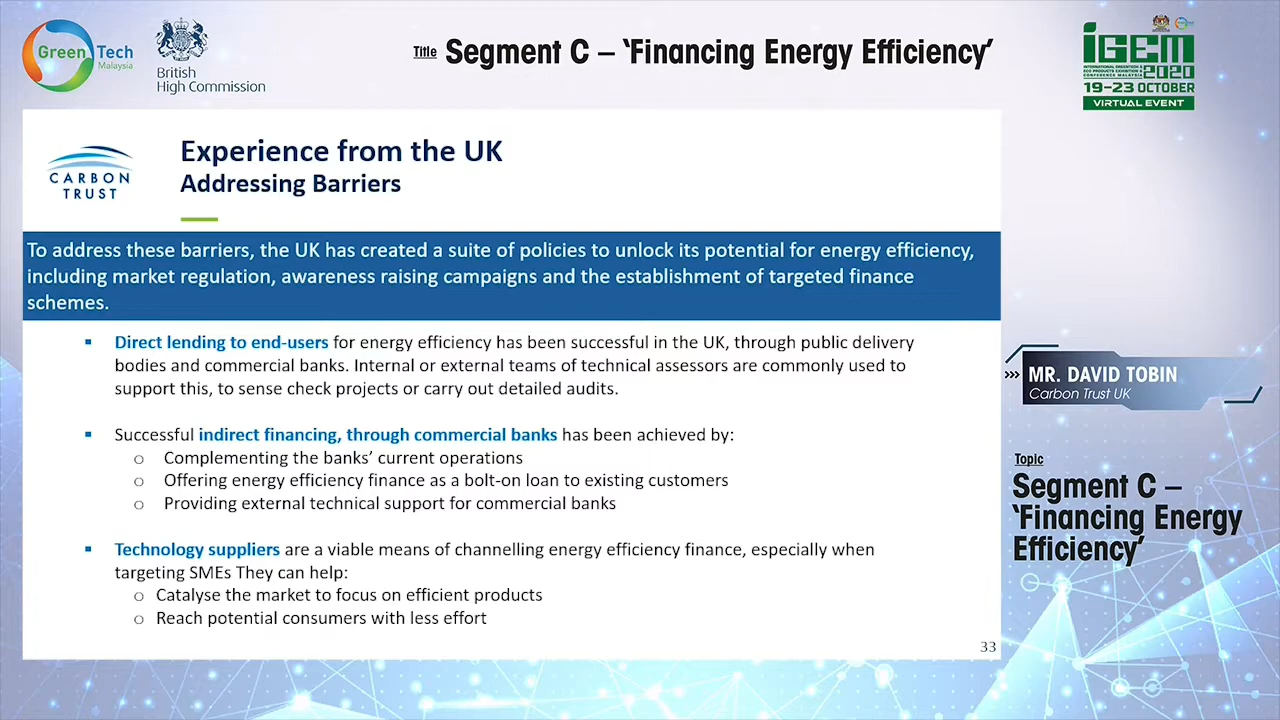 GreenTech
Malaysia
British
High Commission
Title Segment C – ‘Financing Energy Efficiency’
iGEM
INTERNATIONAL GREENTECH &
ECO PRODUCTS EXHIBITION &
CONFERENCE MALAYSIA 2020
19-23 OCTOBER
VIRTUAL EVENT
CARBON
TRUST
Experience from the UK
Addressing Barriers
To address these barriers, the UK has created a suite of policies to unlock its potential for energy efficiency,
including market regulation, awareness raising campaigns and the establishment of targeted finance
schemes.
▪ Direct lending to end-users for energy efficiency has been successful in the UK, through public delivery
bodies and commercial banks. Internal or external teams of technical assessors are commonly used to
support this, to sense check projects or carry out detailed audits.
▪ Successful indirect financing, through commercial banks has been achieved by:
o Complementing the banks’ current operations
o Offering energy efficiency finance as a bolt-on loan to existing customers
o Providing external technical support for commercial banks
▪ Technology suppliers are a viable means of channelling energy efficiency finance, especially when
targeting SMEs They can help:
o Catalyse the market to focus on efficient products
o Reach potential consumers with less effort
33
››› MR. DAVID TOBIN
Carbon Trust UK
Topic
Segment C –
‘Financing Energy
Efficiency’